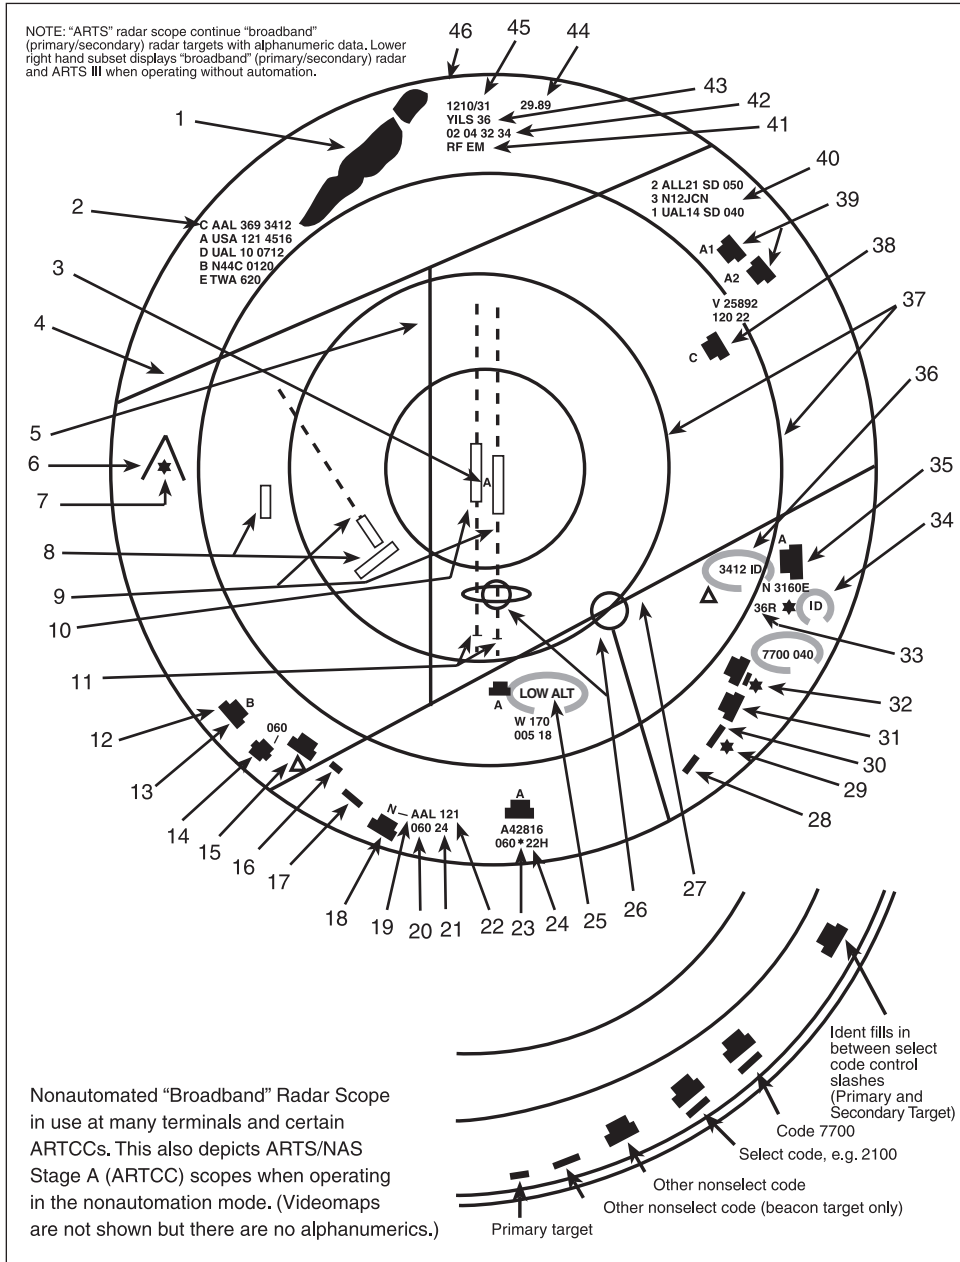 NOTE: “ARTS” radar scope continue “broadband”
(primary/secondary) radar targets with alphanumeric data. Lower
right hand subset displays “broadband” (primary/secondary) radar
and ARTS III when operating without automation.
46
45
44
43
42
41
40
39
38
37
36
35
34
33
32
31
30
29
28
27
26
25
24
23
22
21
20
19
18
17
16
15
14
13
12
11
10
9
8
7
6
5
4
3
2
1
1210/31 29.89
YILS 36
02 04 32 34
RF EM
C AAL 369 3412
A USA 121 4516
D UAL 10 0712
B N44C 0120
E TWA 620
2 ALL21 SD 050
3 N12JCN
1 UAL14 SD 040
A1
A2
V 25892
120 22
C
A
A
3412 ID
N 3160E
36R
ID
7700 040
LOW ALT
A
W 170
005 18
B
060
N
AAL 121
060 24
A
A42816
060 * 22H
Nonautomated “Broadband” Radar Scope
in use at many terminals and certain
ARTCCs. This also depicts ARTS/NAS
Stage A (ARTCC) scopes when operating
in the nonautomation mode. (Videomaps
are not shown but there are no alphanumerics.)
Ident fills in
between select
code control
slashes
(Primary and
Secondary Target)
Code 7700
Select code, e.g. 2100
Other nonselect code
Other nonselect code (beacon target only)
Primary target